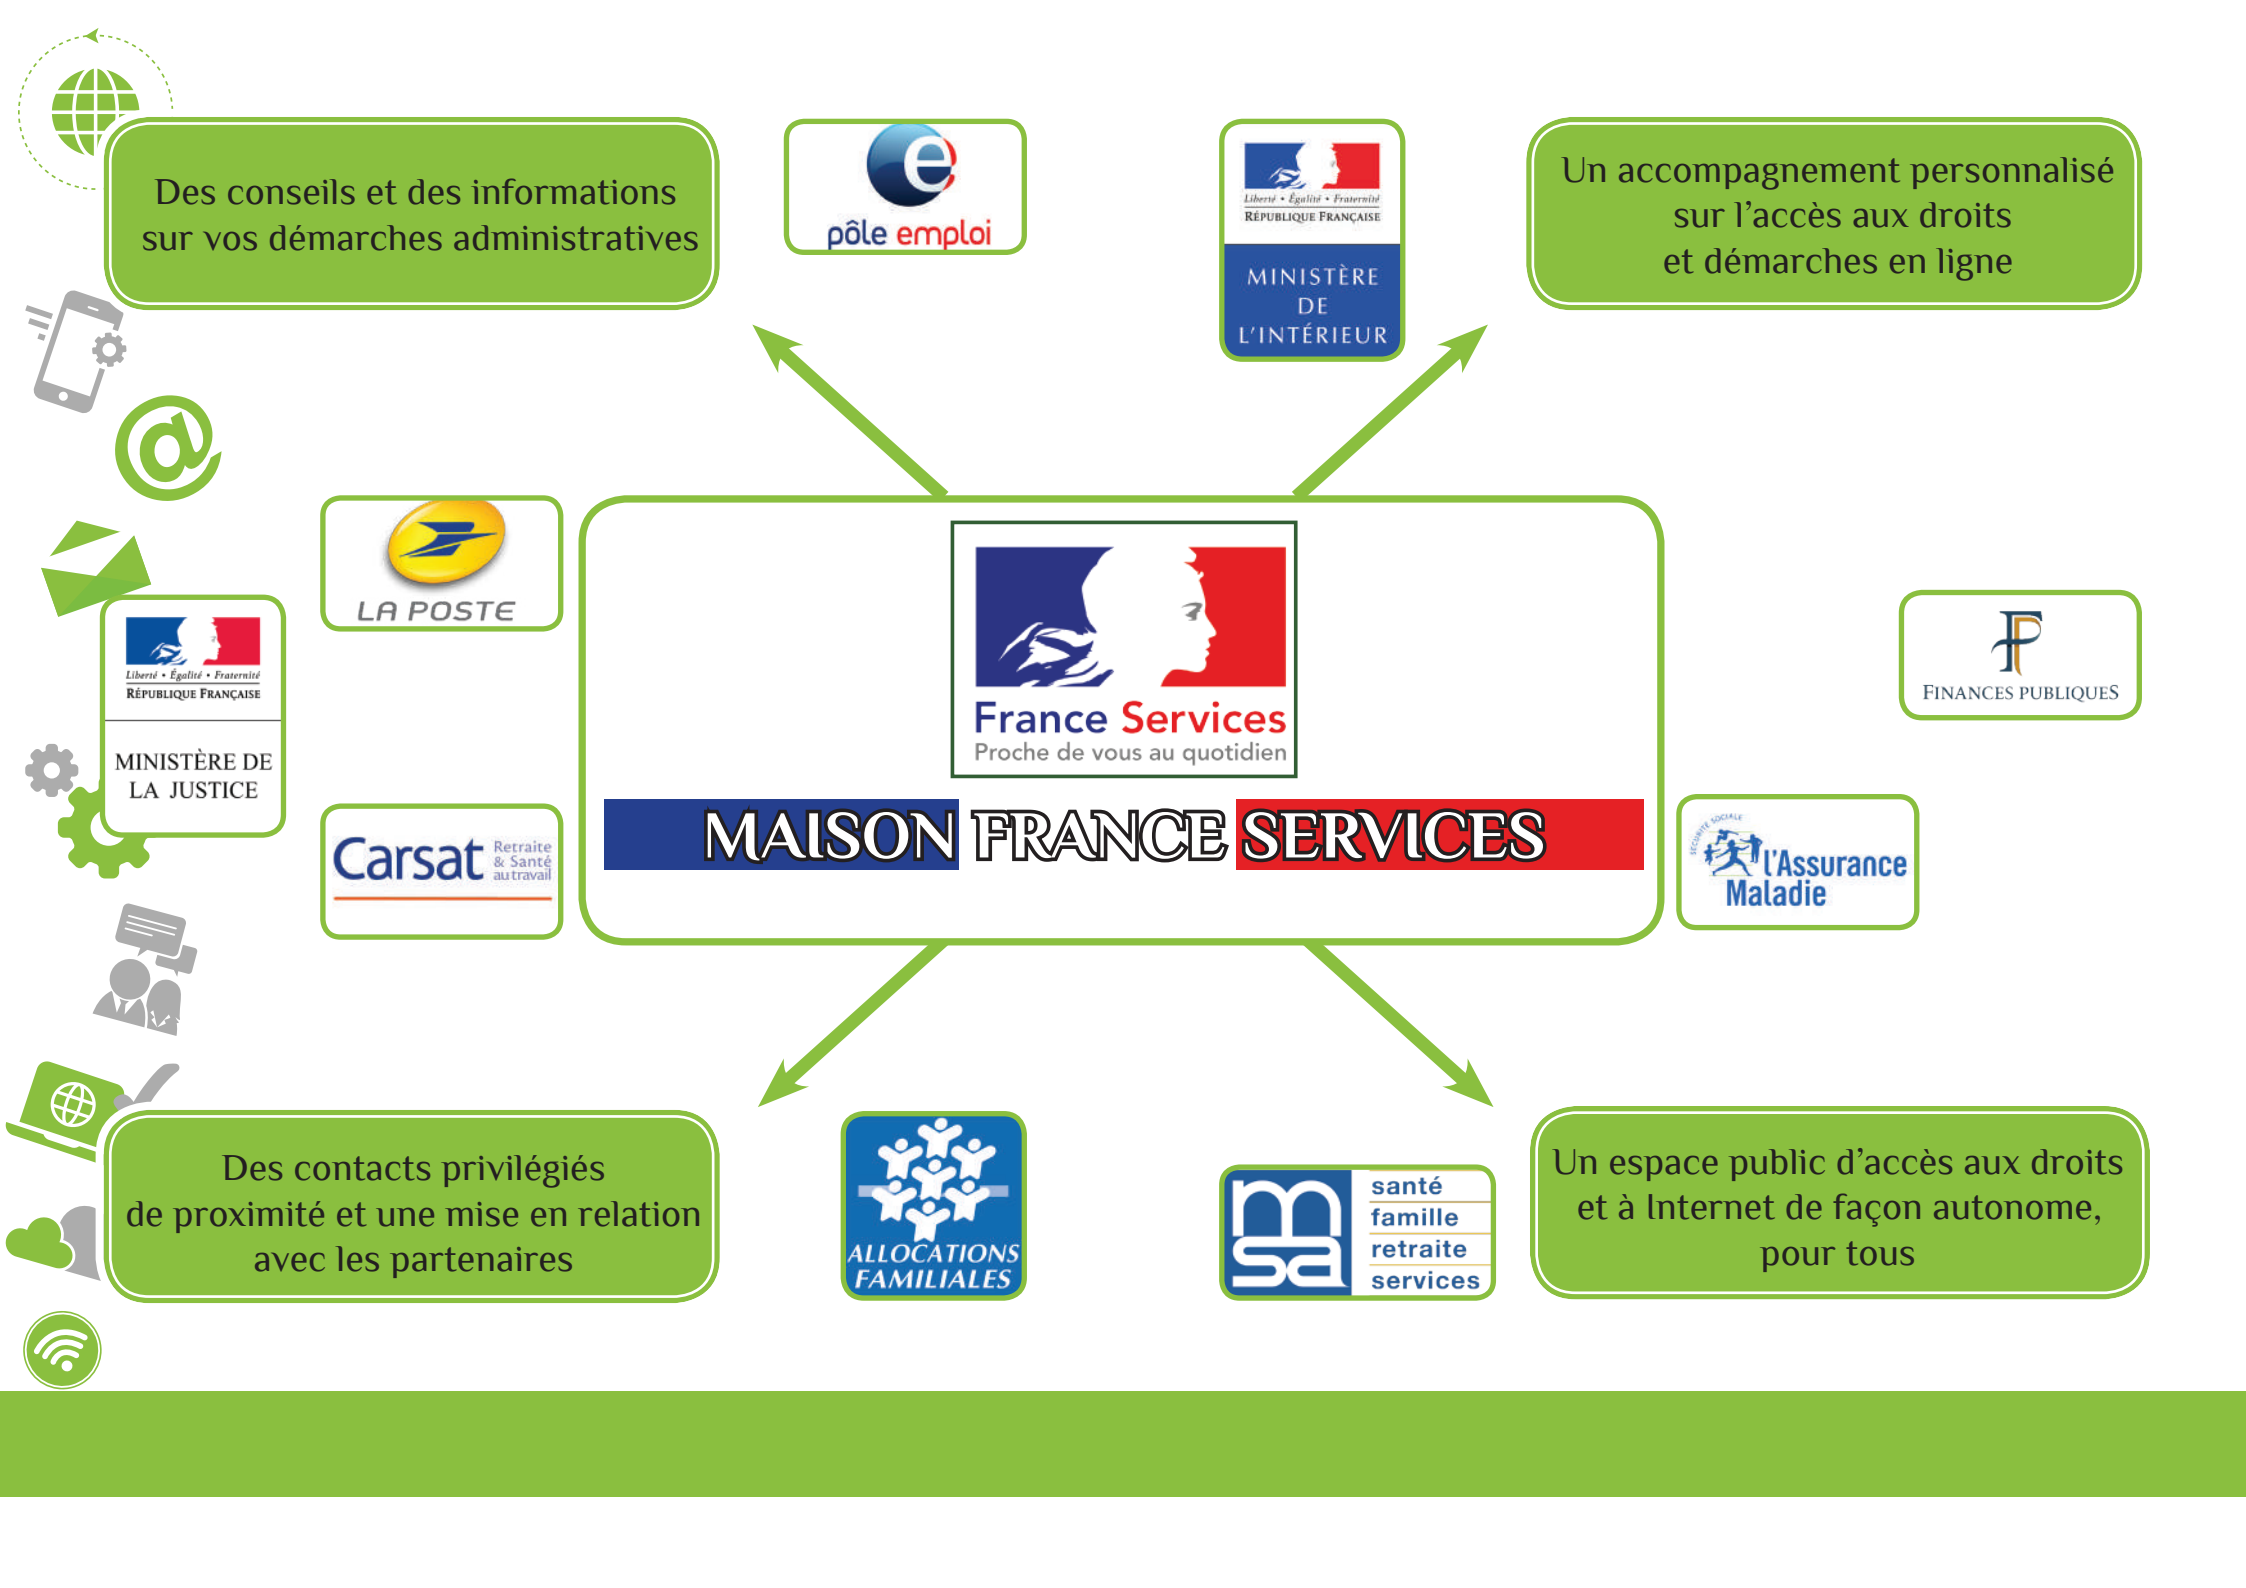 Des conseils et des informations
sur vos démarches administratives
pôle emploi
Liberté • Égalité • Fraternité
RÉPUBLIQUE FRANÇAISE
MINISTÈRE
DE
L'INTÉRIEUR
Un accompagnement personnalisé
sur l’accès aux droits
et démarches en ligne
LA POSTE
Liberté • Égalité • Fraternité
RÉPUBLIQUE FRANÇAISE
MINISTÈRE DE
LA JUSTICE
Carsat
Retraite
& Santé
au travail
France Services
Proche de vous au quotidien
MAISON FRANCE SERVICES
FINANCES PUBLIQUES
SÉCURITÉ SOCIALE
l'Assurance
Maladie
Des contacts privilégiés
de proximité et une mise en relation
avec les partenaires
ALLOCATIONS
FAMILIALES
msa
santé
famille
retraite
services
Un espace public d’accès aux droits
et à Internet de façon autonome,
pour tous